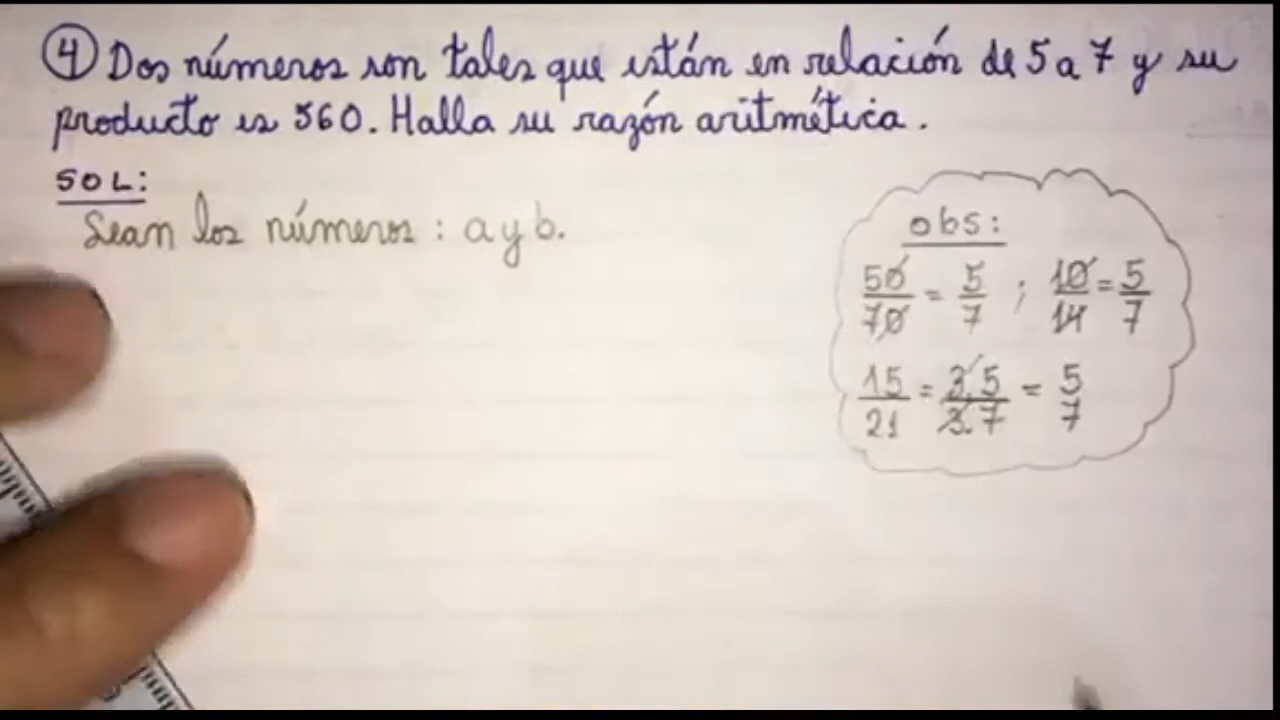 ④ Dos números son tales que están en relación de 5 a 7 y su
producto es 560. Halla su razón aritmética.
SOL:
Sean los números: a y b.
obs:
50/70 = 5/7 ; 10/14 = 5/7
15/21 = 3.5/3.7 = 5/7